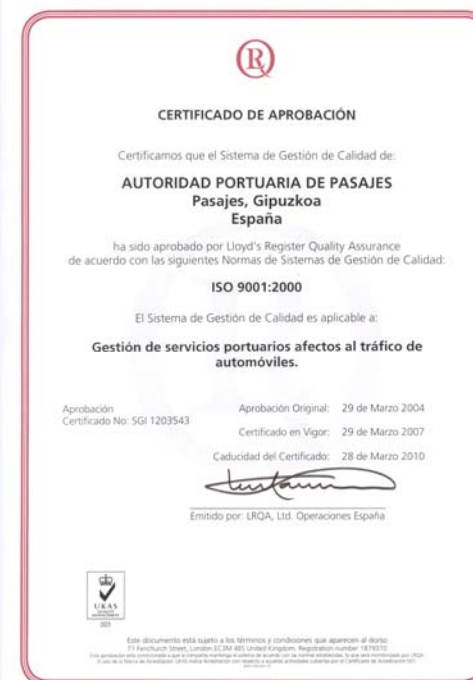 R
CERTIFICADO DE APROBACIÓN
Certificamos que el Sistema de Gestión de Calidad de:
AUTORIDAD PORTUARIA DE PASAJES
Pasajes, Gipuzkoa
España
ha sido aprobado por Lloyd's Register Quality Assurance
de acuerdo con las siguientes Normas de Sistemas de Gestión de Calidad:
ISO 9001:2000
El Sistema de Gestión de Calidad es aplicable a:
Gestión de servicios portuarios afectos al tráfico de
automóviles.
Aprobación
Certificado No: SGI 1203543
Aprobación Original: 29 de Marzo 2004
Certificado en Vigor: 29 de Marzo 2007
Caducidad del Certificado: 28 de Marzo 2010
Emitido por: LRQA, Ltd. Operaciones España
UKAS
QUALITY
MANAGEMENT
001
Este documento está sujeto a los términos y condiciones que aparecen al dorso
71 Fenchurch Street, London EC3M 4BS United Kingdom. Registration number 1879370